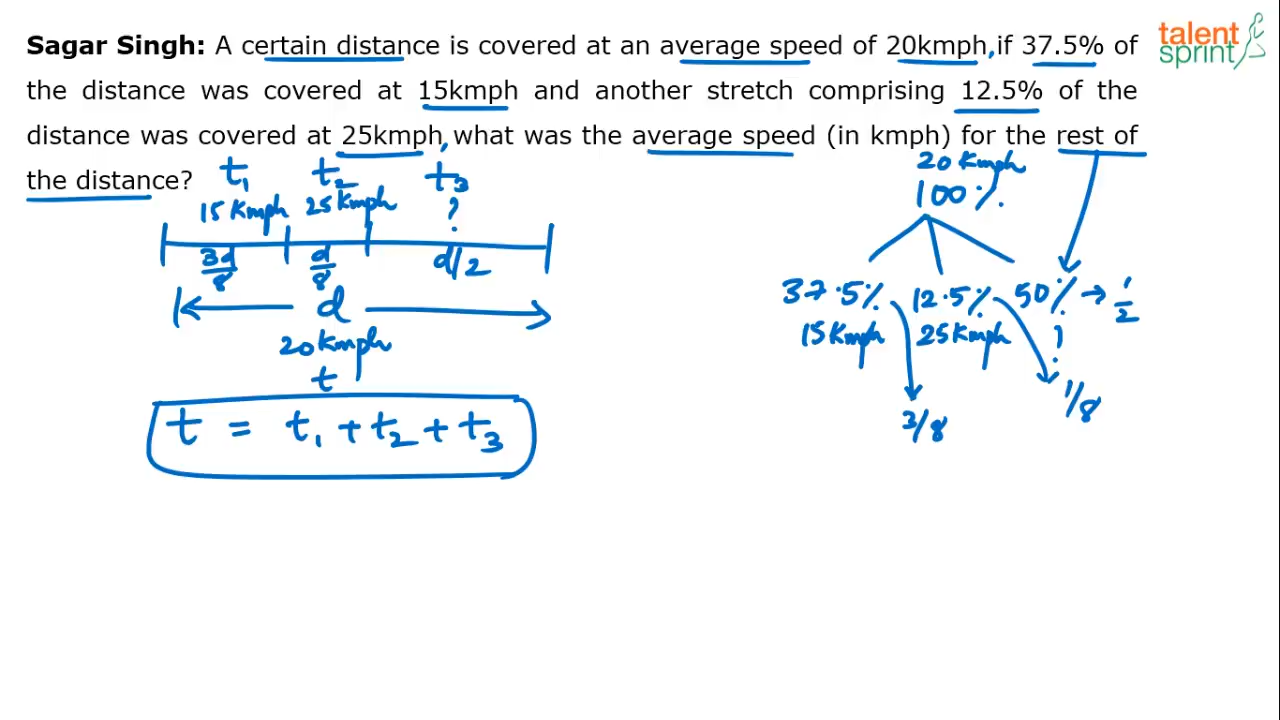 Sagar Singh: A certain distance is covered at an average speed of 20kmph, if 37.5% of
the distance was covered at 15kmph and another stretch comprising 12.5% of the
distance was covered at 25kmph, what was the average speed (in kmph) for the rest of
the distance?
talent
sprint
t₁ t₂ t₃
15 Kmph 25 Kmph ?
3d/8 d/8 d/2
d
20 Kmph
t
t = t₁ + t₂ + t₃
20 Kmph
100%
37.5% 12.5% 50% → 1/2
15 Kmph 25 Kmph ?
3/8 1/8